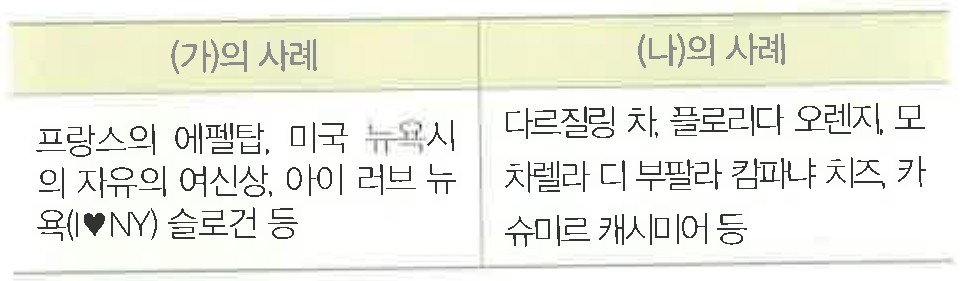 (가)의 사례
(나)의 사례
프랑스의 에펠탑, 미국 뉴욕시
의 자유의 여신상, 아이 러브 뉴
욕(I♥NY) 슬로건 등
다르질링 차, 플로리다 오렌지, 모
차렐라 디 부팔라 캄파냐 치즈, 카
슈미르 캐시미어 등